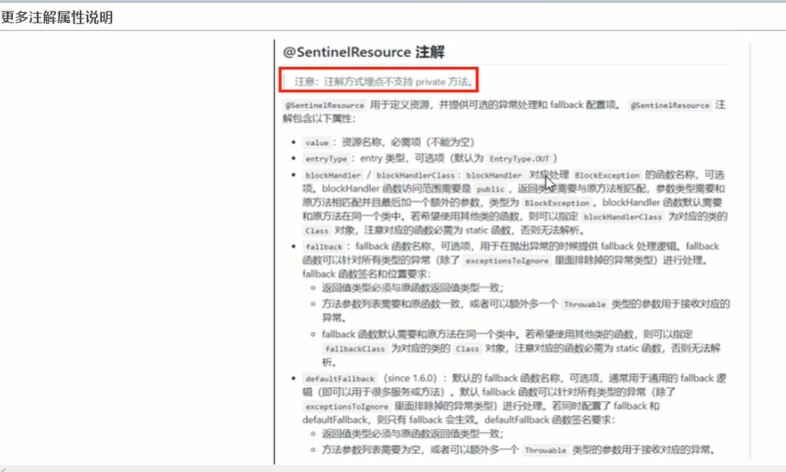 更多注解属性说明
@SentinelResource 注解
注意：注解方式埋点不支持 private 方法。
@SentinelResource 用于定义资源，并提供可选的异常处理和 fallback 配置项。 @SentinelResource 注
解包含以下属性：
• value：资源名称，必需项（不能为空）
• entryType：entry 类型，可选项（默认为 EntryType.OUT）
• blockHandler / blockHandlerClass：blockHandler 对应处理 BlockException 的函数名称，可选
项。blockHandler 函数访问范围需要是 public，返回类型需要与原方法相匹配，参数类型需要和
原方法相匹配并且最后加一个额外的参数，类型为 BlockException。blockHandler 函数默认需要
和原方法在同一个类中。若希望使用其他类的函数，则可以指定 blockHandlerClass 为对应的类的
Class 对象，注意对应的函数必需为 static 函数，否则无法解析。
• fallback：fallback 函数名称，可选项，用于在抛出异常的时候提供 fallback 处理逻辑。fallback
函数可以针对所有类型的异常（除了 exceptionsToIgnore 里面排除掉的异常类型）进行处理。
fallback 函数签名和位置要求：
○ 返回值类型必须与原函数返回值类型一致；
○ 方法参数列表需要和原函数一致，或者可以额外多一个 Throwable 类型的参数用于接收对应的
异常。
○ fallback 函数默认需要和原方法在同一个类中。若希望使用其他类的函数，则可以指定
fallbackClass 为对应的类的 Class 对象，注意对应的函数必需为 static 函数，否则无法解
析。
• defaultFallback（since 1.6.0）：默认的 fallback 函数名称，可选项，通常用于通用的 fallback 逻
辑（即可以用于很多服务或方法）。默认 fallback 函数可以针对所有类型的异常（除了
exceptionsToIgnore 里面排除掉的异常类型）进行处理。若同时配置了 fallback 和
defaultFallback，则只有 fallback 会生效。defaultFallback 函数签名要求：
○ 返回值类型必须与原函数返回值类型一致；
○ 方法参数列表需要为空，或者可以额外多一个 Throwable 类型的参数用于接收对应的异常。